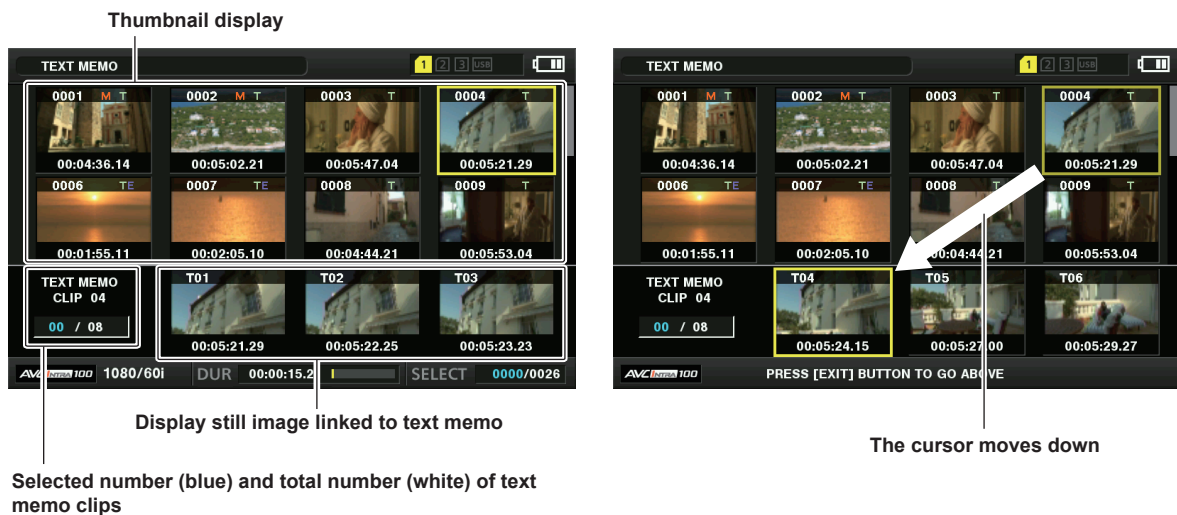 Thumbnail display
TEXT MEMO
1 2 3 USB
0001 M T
0002 M T
0003 T
0004 T
00:04:36.14
00:05:02.21
00:05:47.04
00:05:21.29
0006 TE
0007 TE
0008 T
0009 T
00:01:55.11
00:02:05.10
00:04:44.21
00:05:53.04
TEXT MEMO
CLIP 04
00 / 08
T01
T02
T03
00:05:21.29
00:05:22.25
00:05:23.23
AVC INTRA 100 1080/60i DUR 00:00:15.2 SELECT 0000/0026
Display still image linked to text memo
Selected number (blue) and total number (white) of text
memo clips
TEXT MEMO
1 2 3 USB
0001 M T
0002 M T
0003 T
0004 T
00:04:36.14
00:05:02.21
00:05:47.04
00:05:21.29
0006 TE
0007 TE
0008 T
0009 T
00:01:55.11
00:02:05.10
00:04:44.21
00:05:53.04
TEXT MEMO
CLIP 04
00 / 08
T04
T05
T06
00:05:24.15
00:05:27.00
00:05:29.27
AVC INTRA 100 PRESS [EXIT] BUTTON TO GO ABOVE
The cursor moves down